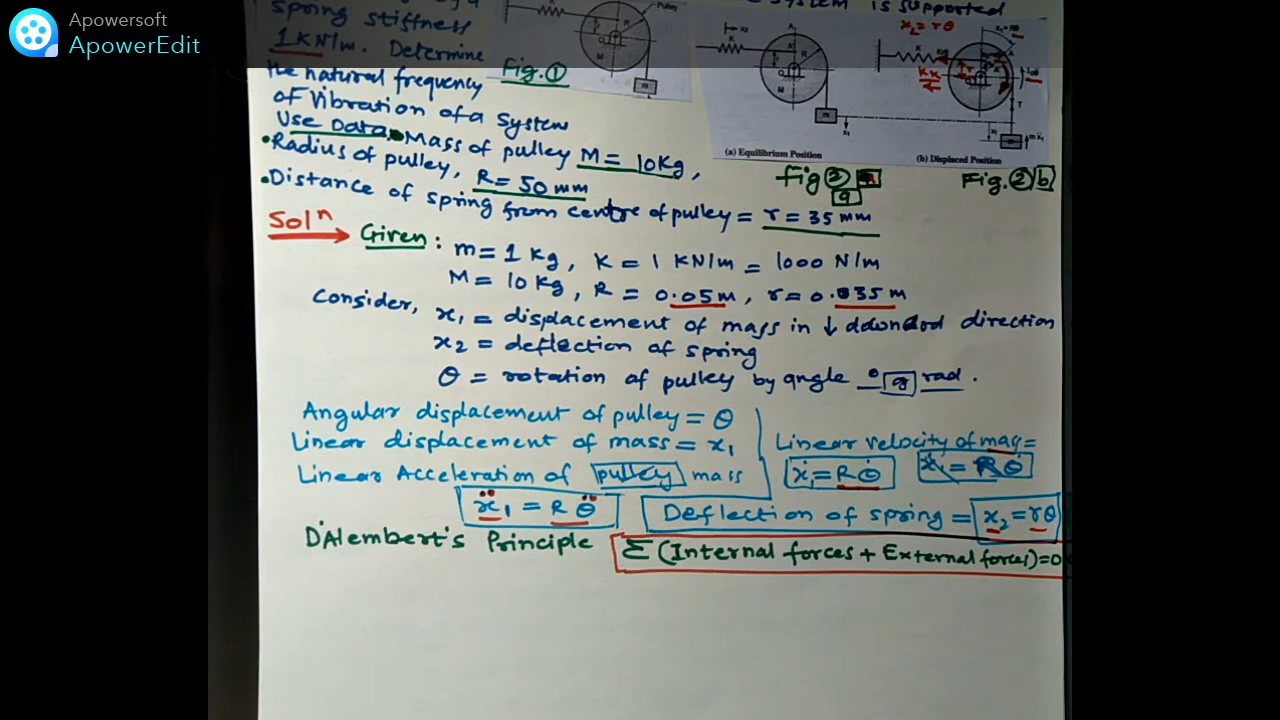 Apowersoft
ApowerEdit
spring stiffness
1 KN/m. Determine
the natural frequency
of Vibration of a System
Fig. ①
Pulley
M
m
is supported
x₂ = rθ
(a) Equilibrium Position
(b) Displaced Position
fig ②
a
Fig. ② b
Use Data • Mass of pulley M = 10 Kg,
• Radius of pulley, R = 50 mm
• Distance of spring from centre of pulley = r = 35 mm
Solⁿ
Given :
m = 1 Kg, K = 1 KN/m = 1000 N/m
M = 10 Kg, R = 0.05 m, r = 0.035 m
Consider, x₁ = displacement of mass in ↓ direction
x₂ = deflection of spring
θ = rotation of pulley by angle θ rad.
Angular displacement of pulley = θ
Linear displacement of mass = x₁
Linear velocity of mass =
ẋ₁ = R θ̇
Linear Acceleration of pulley mass
ẍ₁ = R θ̈
Deflection of spring = x₂ = rθ
D'Alembert's Principle Σ (Internal forces + External forces) = 0